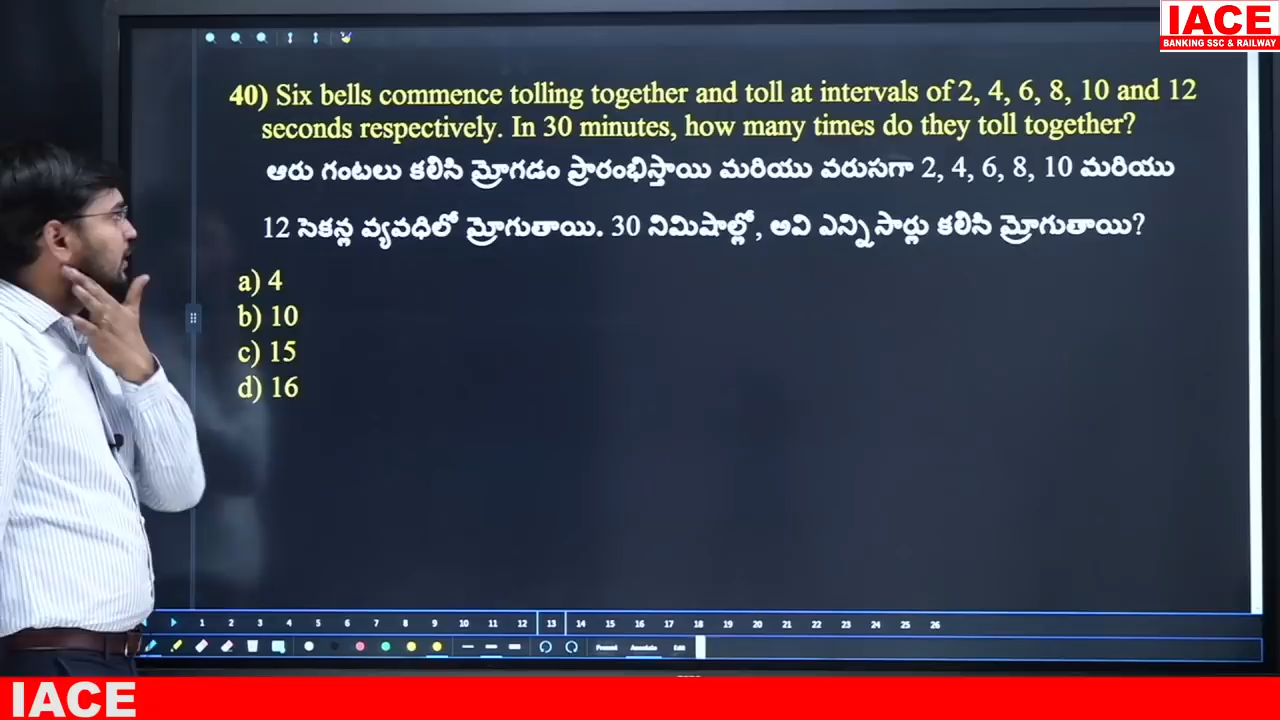 IACE
BANKING SSC & RAILWAY
40) Six bells commence tolling together and toll at intervals of 2, 4, 6, 8, 10 and 12
seconds respectively. In 30 minutes, how many times do they toll together?
ఆరు గంటలు కలిసి మ్రోగడం ప్రారంభిస్తాయి మరియు వరుసగా 2, 4, 6, 8, 10 మరియు
12 సెకన్ల వ్యవధిలో మ్రోగుతాయి. 30 నిమిషాల్లో, అవి ఎన్నిసార్లు కలిసి మ్రోగుతాయి?
a) 4
b) 10
c) 15
d) 16
1 2 3 4 5 6 7 8 9 10 11 12 13 14 15 16 17 18 19 20 21 22 23 24 25 26
Present Annotate Edit
IACE